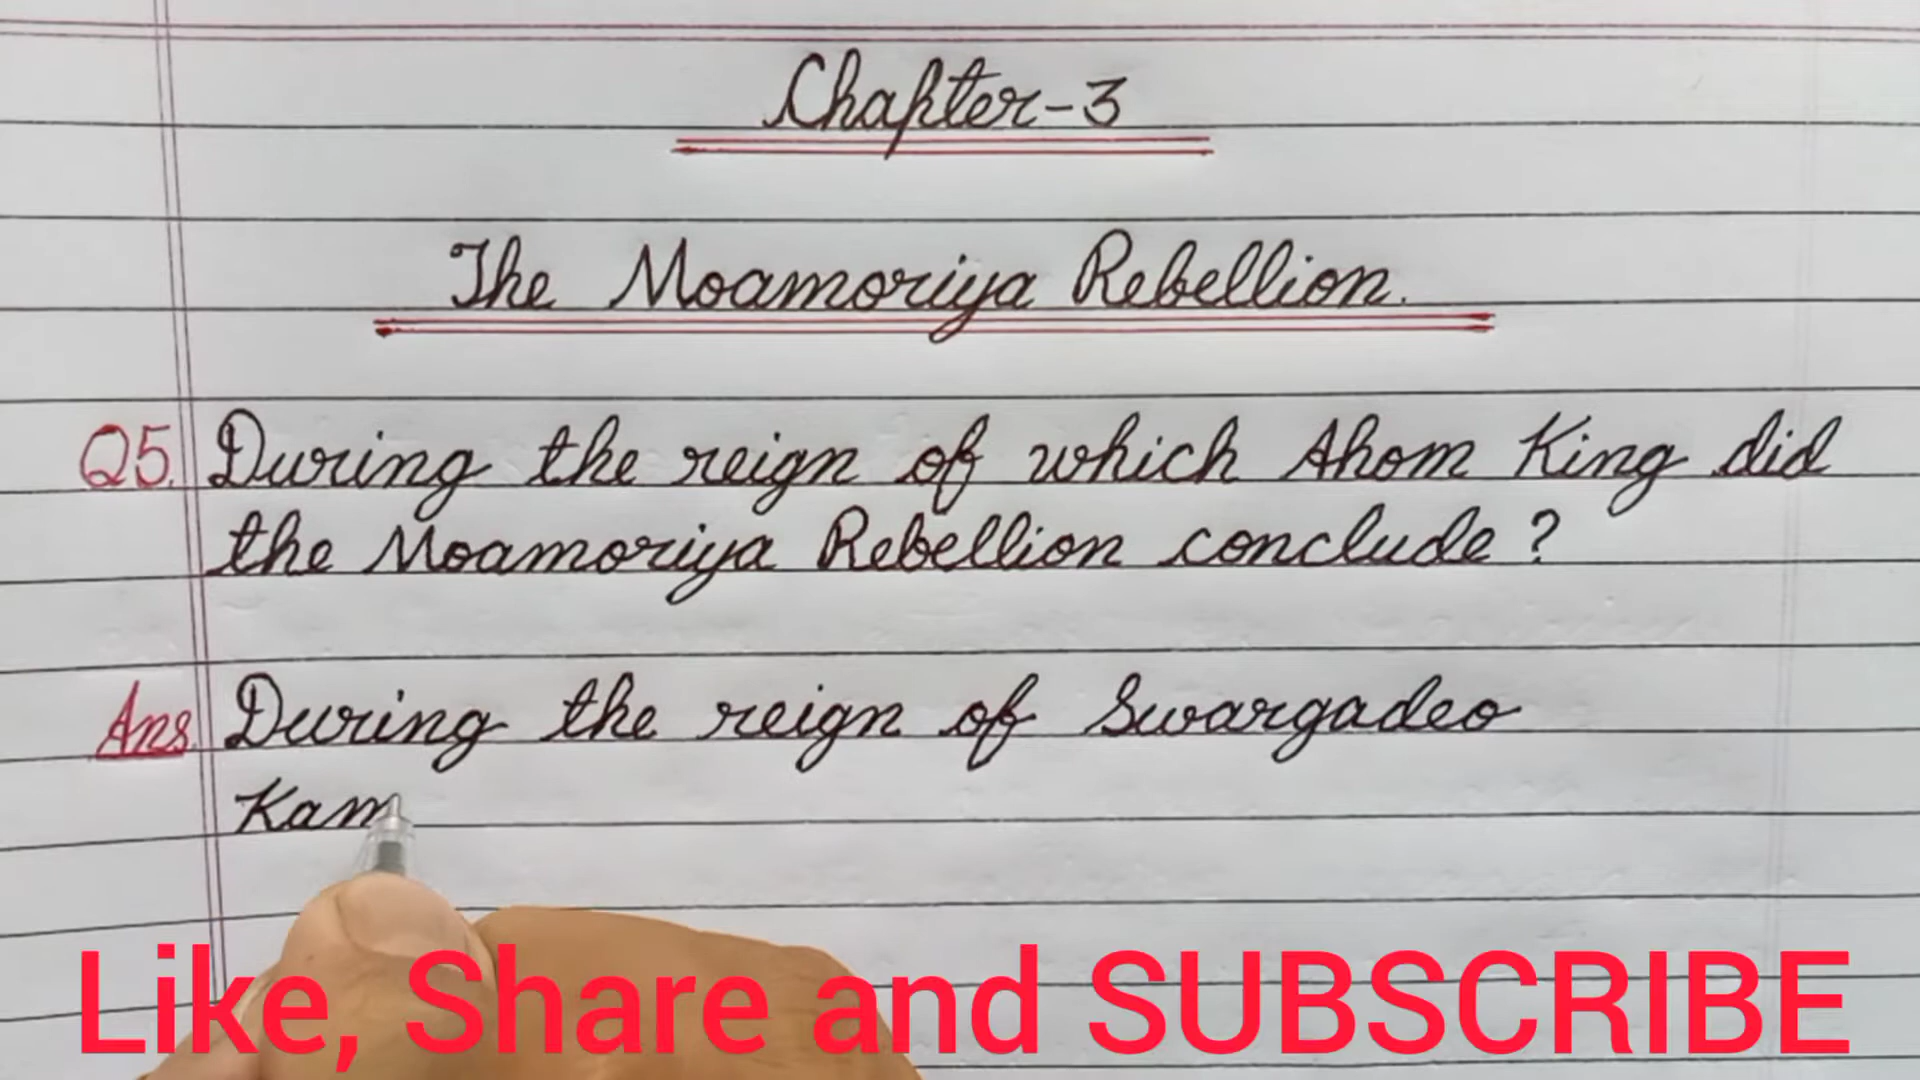 Chapter-3
The Moamoriya Rebellion.
Q5. During the reign of which Ahom King did
the Moamoriya Rebellion conclude?
Ans. During the reign of Swargadeo
Kam
Like, Share and SUBSCRIBE